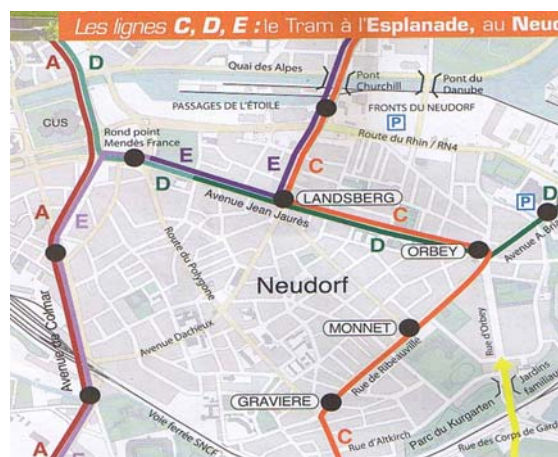 Les lignes C, D, E : le Tram à l'Esplanade, au Neud
A
D
Quai des Alpes
Pont
Churchill
Pont du
Danube
PASSAGES DE L'ÉTOILE
FRONTS DU NEUDORF
CUS
P
Rond point
Mendès France
Route du Rhin / RN4
E
E
C
D
LANDSBERG
P
D
A
E
Avenue Jean Jaurès
C
D
ORBEY
Avenue A. Bri
Route du Polygone
Neudorf
Rue d'Orbey
MONNET
Avenue de Colmar
Avenue Dacheux
Rue de Ribeauvillé
GRAVIERE
Jardins
familiau
Parc du Kurgarten
Voie ferrée SNCF
A
E
C
Rue d'Altkirch
Rue des Corps de Gard